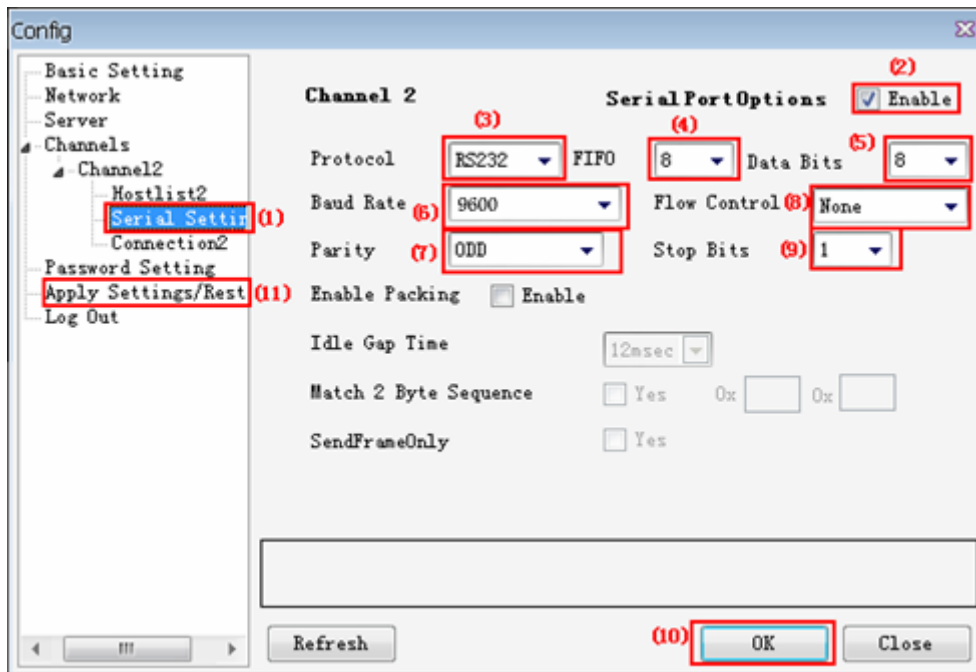 Config
Basic Setting
Network
Server
Channels
Channel2
Hostlist2
Serial Settin
(1)
Connection2
Password Setting
Apply Settings/Rest
(11)
Log Out
(2)
Channel 2
SerialPortOptions
Enable
(3)
(4)
(5)
Protocol
RS232
FIFO
8
Data Bits
8
Baud Rate
(6)
9600
Flow Control
(8)
None
Parity
(7)
ODD
Stop Bits
(9)
1
Enable Packing
Enable
Idle Gap Time
12msec
Match 2 Byte Sequence
Yes
0x
0x
SendFrameOnly
Yes
Refresh
(10)
OK
Close